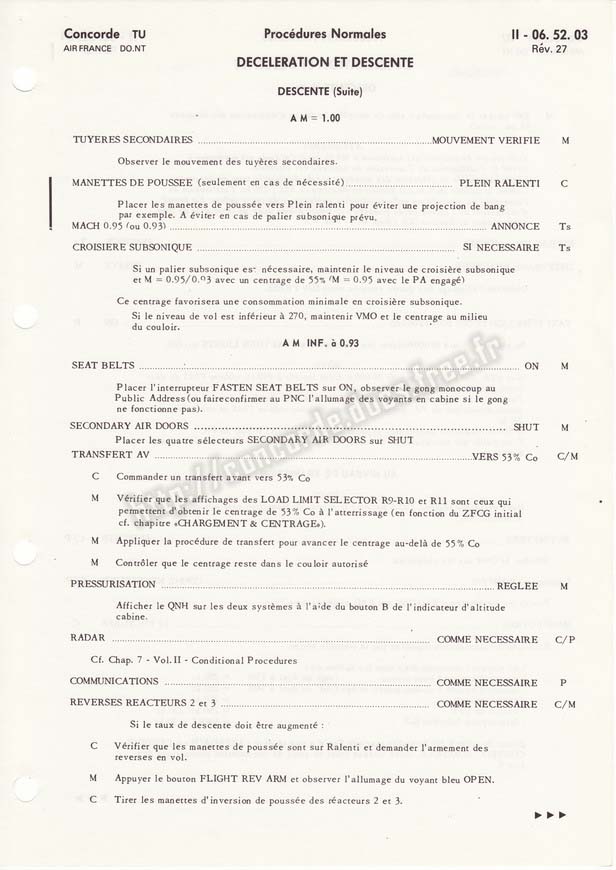 Concorde TU Procédures Normales II - 06. 52. 03
AIR FRANCE DO.NT Rév. 27
DECELERATION ET DESCENTE
DESCENTE (Suite)
A M = 1.00
TUYERES SECONDAIRES ........ MOUVEMENT VERIFIE M
Observer le mouvement des tuyères secondaires.
MANETTES DE POUSSEE (seulement en cas de nécessité) ........ PLEIN RALENTI C
Placer les manettes de poussée vers Plein ralenti pour éviter une projection de bang
par exemple. A éviter en cas de palier subsonique prévu.
MACH 0.95 (ou 0.93) ........ ANNONCE Ts
CROISIERE SUBSONIQUE ........ SI NECESSAIRE Ts
Si un palier subsonique est nécessaire, maintenir le niveau de croisière subsonique
et M = 0.95/0.93 avec un centrage de 55% (M = 0.95 avec le PA engagé)
Ce centrage favorisera une consommation minimale en croisière subsonique.
Si le niveau de vol est inférieur à 270, maintenir VMO et le centrage au milieu
du couloir.
A M INF. à 0.93
SEAT BELTS ........ ON M
Placer l'interrupteur FASTEN SEAT BELTS sur ON, observer le gong monocoup au
Public Address (ou faire confirmer au PNC l'allumage des voyants en cabine si le gong
ne fonctionne pas).
SECONDARY AIR DOORS ........ SHUT M
Placer les quatre sélecteurs SECONDARY AIR DOORS sur SHUT
TRANSFERT AV ........ VERS 53% Co C/M
C Commander un transfert avant vers 53% Co
M Vérifier que les affichages des LOAD LIMIT SELECTOR R9-R10 et R11 sont ceux qui
permettent d'obtenir le centrage de 53% Co à l'atterrissage (en fonction du ZFCG initial
cf. chapitre «CHARGEMENT & CENTRAGE»).
M Appliquer la procédure de transfert pour avancer le centrage au-delà de 55% Co
M Contrôler que le centrage reste dans le couloir autorisé
PRESSURISATION ........ REGLEE M
Afficher le QNH sur les deux systèmes à l'aide du bouton B de l'indicateur d'altitude
cabine.
RADAR ........ COMME NECESSAIRE C/P
Cf. Chap. 7 - Vol. II - Conditional Procedures
COMMUNICATIONS ........ COMME NECESSAIRE P
REVERSES REACTEURS 2 et 3 ........ COMME NECESSAIRE C/M
Si le taux de descente doit être augmenté :
C Vérifier que les manettes de poussée sont sur Ralenti et demander l'armement des
reverses en vol.
M Appuyer le bouton FLIGHT REV ARM et observer l'allumage du voyant bleu OPEN.
C Tirer les manettes d'inversion de poussée des réacteurs 2 et 3.